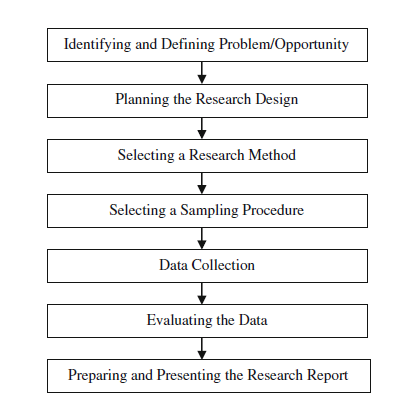 Identifying and Defining Problem/Opportunity
Planning the Research Design
Selecting a Research Method
Selecting a Sampling Procedure
Data Collection
Evaluating the Data
Preparing and Presenting the Research Report